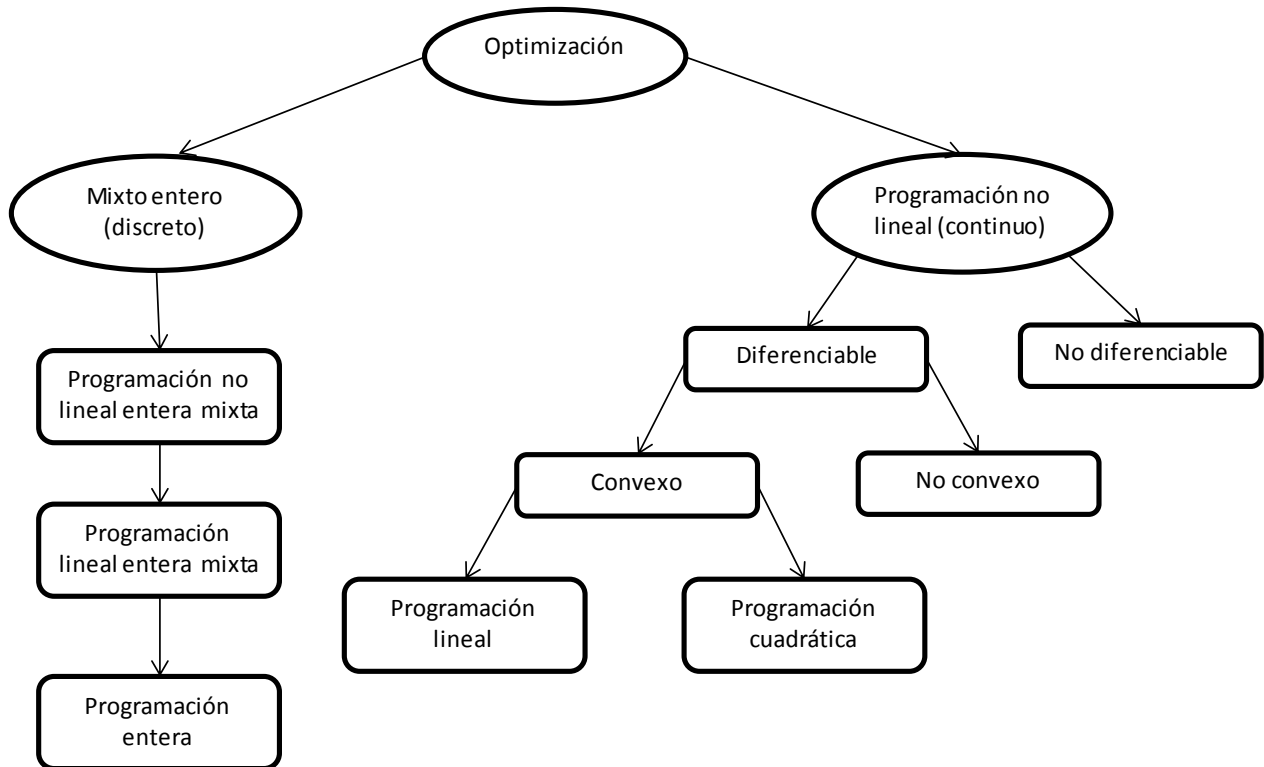 Optimización
Mixto entero
(discreto)
Programación no
lineal (continuo)
Diferenciable
No diferenciable
Programación no
lineal entera mixta
Convexo
No convexo
Programación
lineal entera mixta
Programación
lineal
Programación
cuadrática
Programación
entera